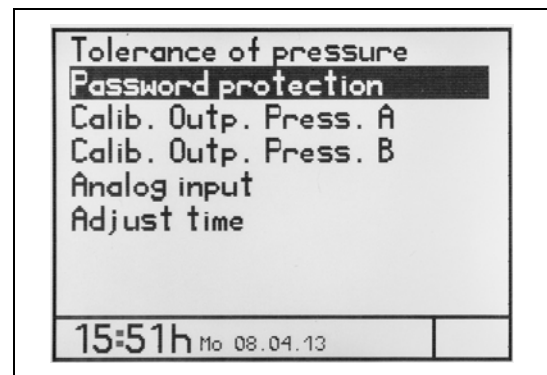 Tolerance of pressure
Password protection
Calib. Outp. Press. A
Calib. Outp. Press. B
Analog input
Adjust time
15:51h Mo 08.04.13